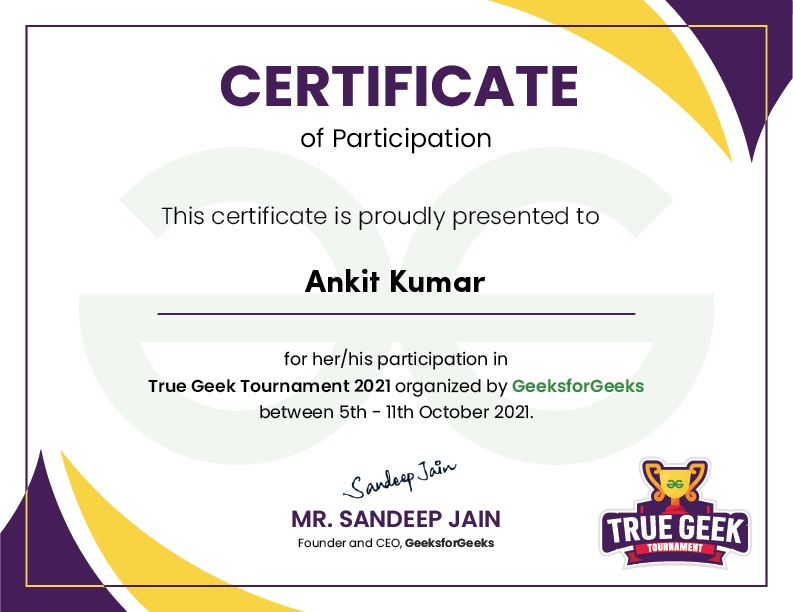 CERTIFICATE
of Participation
This certificate is proudly presented to
Ankit Kumar
for her/his participation in
True Geek Tournament 2021 organized by GeeksforGeeks
between 5th - 11th October 2021.
Sandeep Jain
MR. SANDEEP JAIN
Founder and CEO, GeeksforGeeks
TRUE GEEK
TOURNAMENT